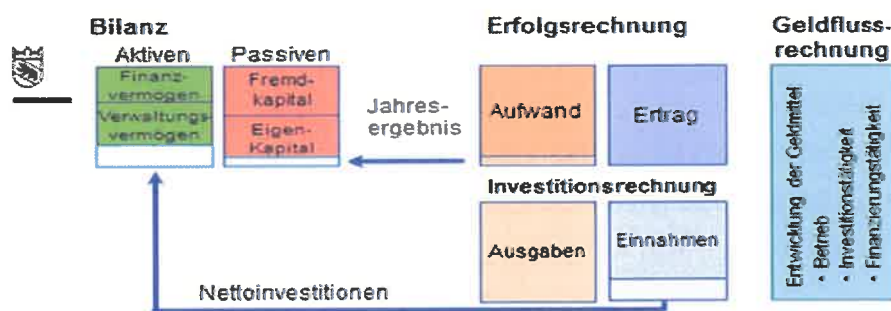 Bilanz
Aktiven
Passiven
Finanz-
vermögen
Verwaltungs-
vermögen
Fremd-
kapital
Eigen-
Kapital
Jahres-
ergebnis
Erfolgsrechnung
Aufwand
Ertrag
Investitionsrechnung
Ausgaben
Einnahmen
Nettoinvestitionen
Geldfluss-
rechnung
Entwicklung der Geldmittel
• Betrieb
• Investitionstätigkeit
• Finanzierungstätigkeit